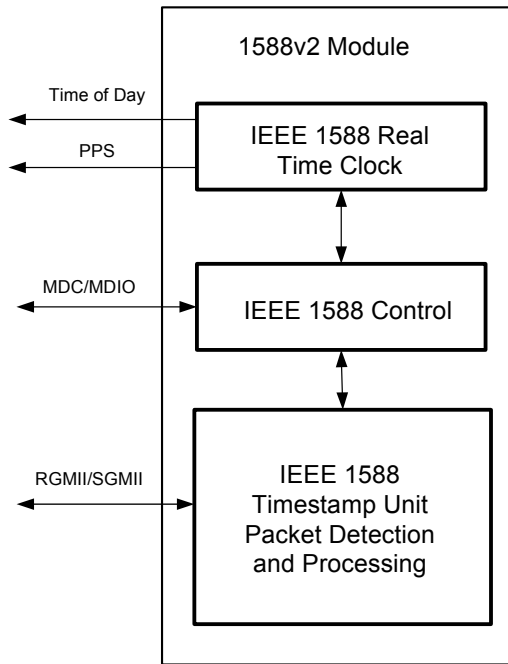 1588v2 Module
Time of Day
IEEE 1588 Real
Time Clock
PPS
MDC/MDIO
IEEE 1588 Control
RGMII/SGMII
IEEE 1588
Timestamp Unit
Packet Detection
and Processing